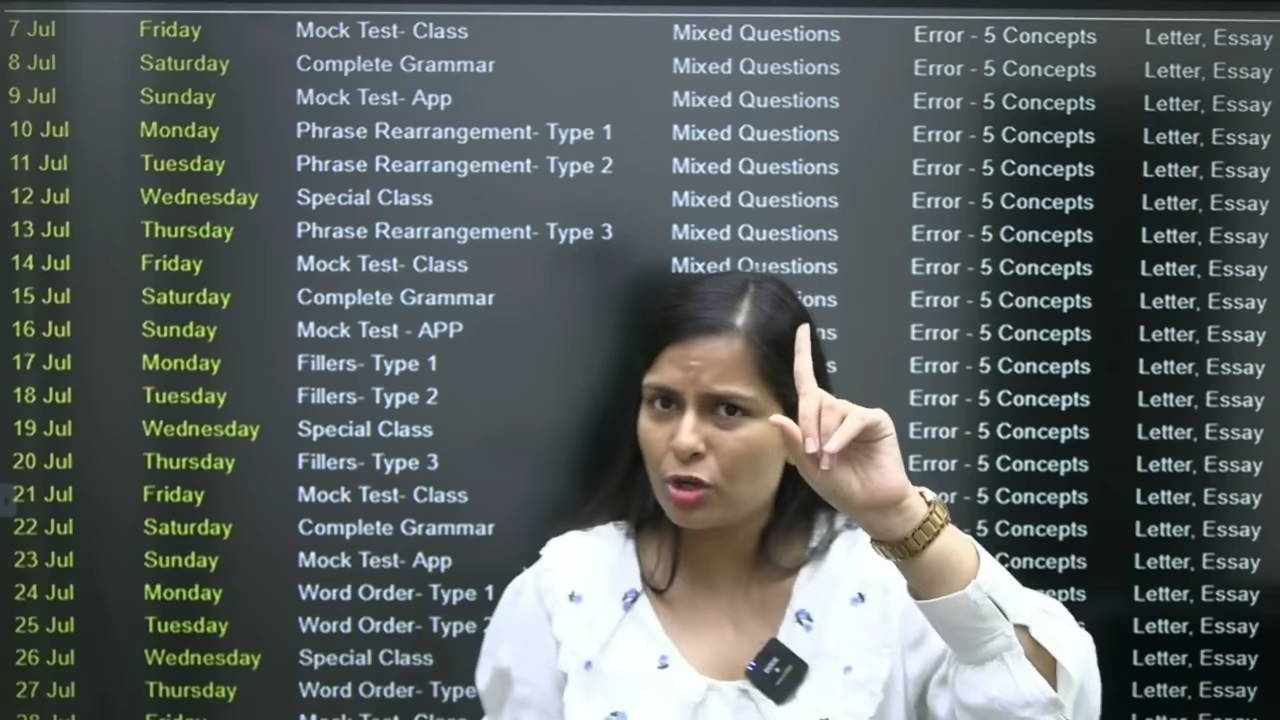 7 Jul Friday Mock Test- Class Mixed Questions Error - 5 Concepts Letter, Essay
8 Jul Saturday Complete Grammar Mixed Questions Error - 5 Concepts Letter, Essay
9 Jul Sunday Mock Test- App Mixed Questions Error - 5 Concepts Letter, Essay
10 Jul Monday Phrase Rearrangement- Type 1 Mixed Questions Error - 5 Concepts Letter, Essay
11 Jul Tuesday Phrase Rearrangement- Type 2 Mixed Questions Error - 5 Concepts Letter, Essay
12 Jul Wednesday Special Class Mixed Questions Error - 5 Concepts Letter, Essay
13 Jul Thursday Phrase Rearrangement- Type 3 Mixed Questions Error - 5 Concepts Letter, Essay
14 Jul Friday Mock Test- Class Mixed Questions Error - 5 Concepts Letter, Essay
15 Jul Saturday Complete Grammar Error - 5 Concepts Letter, Essay
16 Jul Sunday Mock Test - APP Error - 5 Concepts Letter, Essay
17 Jul Monday Fillers- Type 1 Error - 5 Concepts Letter, Essay
18 Jul Tuesday Fillers- Type 2 Error - 5 Concepts Letter, Essay
19 Jul Wednesday Special Class Error - 5 Concepts Letter, Essay
20 Jul Thursday Fillers- Type 3 Error - 5 Concepts Letter, Essay
21 Jul Friday Mock Test- Class - 5 Concepts Letter, Essay
22 Jul Saturday Complete Grammar - 5 Concepts Letter, Essay
23 Jul Sunday Mock Test- App Concepts Letter, Essay
24 Jul Monday Word Order- Type 1 Letter, Essay
25 Jul Tuesday Word Order- Type 2 Letter, Essay
26 Jul Wednesday Special Class Letter, Essay
27 Jul Thursday Word Order- Type Letter, Essay